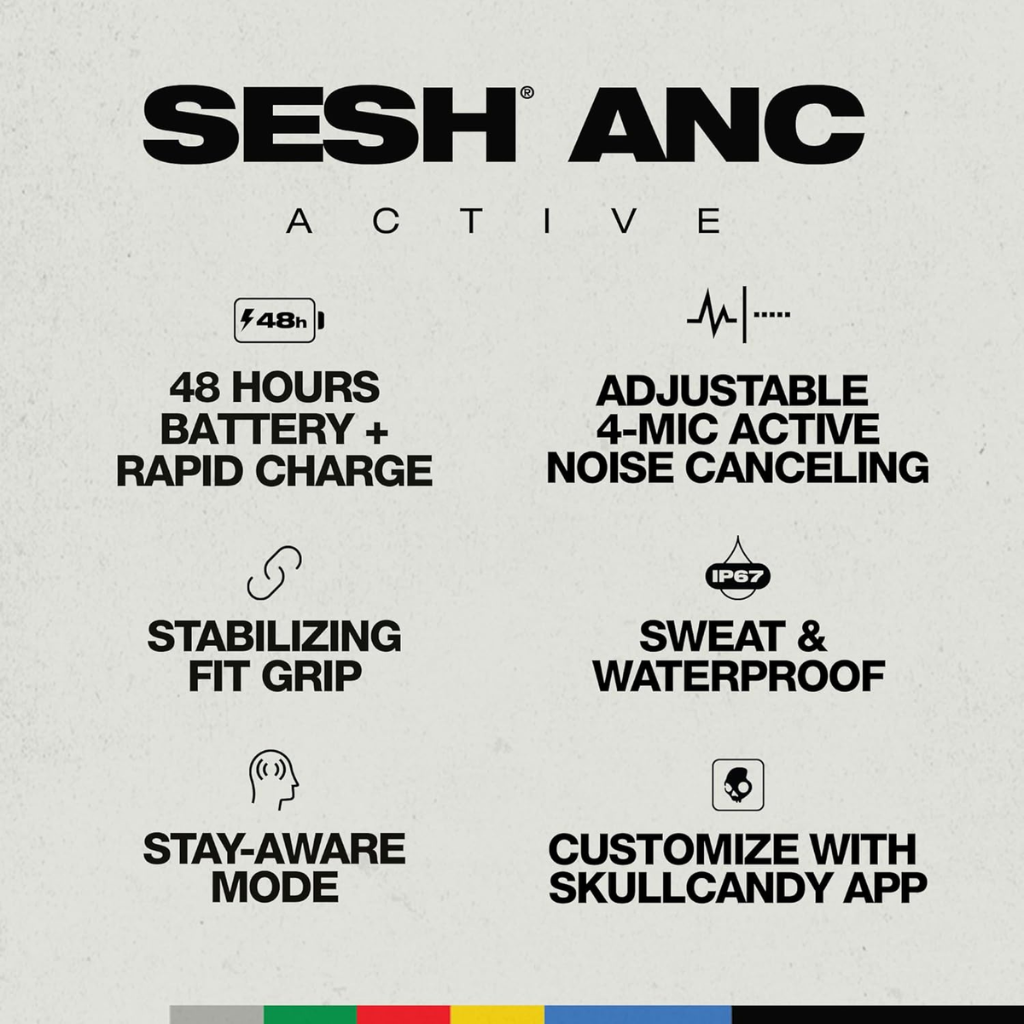 SESH® ANC
ACTIVE
48h
48 HOURS
BATTERY +
RAPID CHARGE
ADJUSTABLE
4-MIC ACTIVE
NOISE CANCELING
STABILIZING
FIT GRIP
IP67
SWEAT &
WATERPROOF
STAY-AWARE
MODE
CUSTOMIZE WITH
SKULLCANDY APP